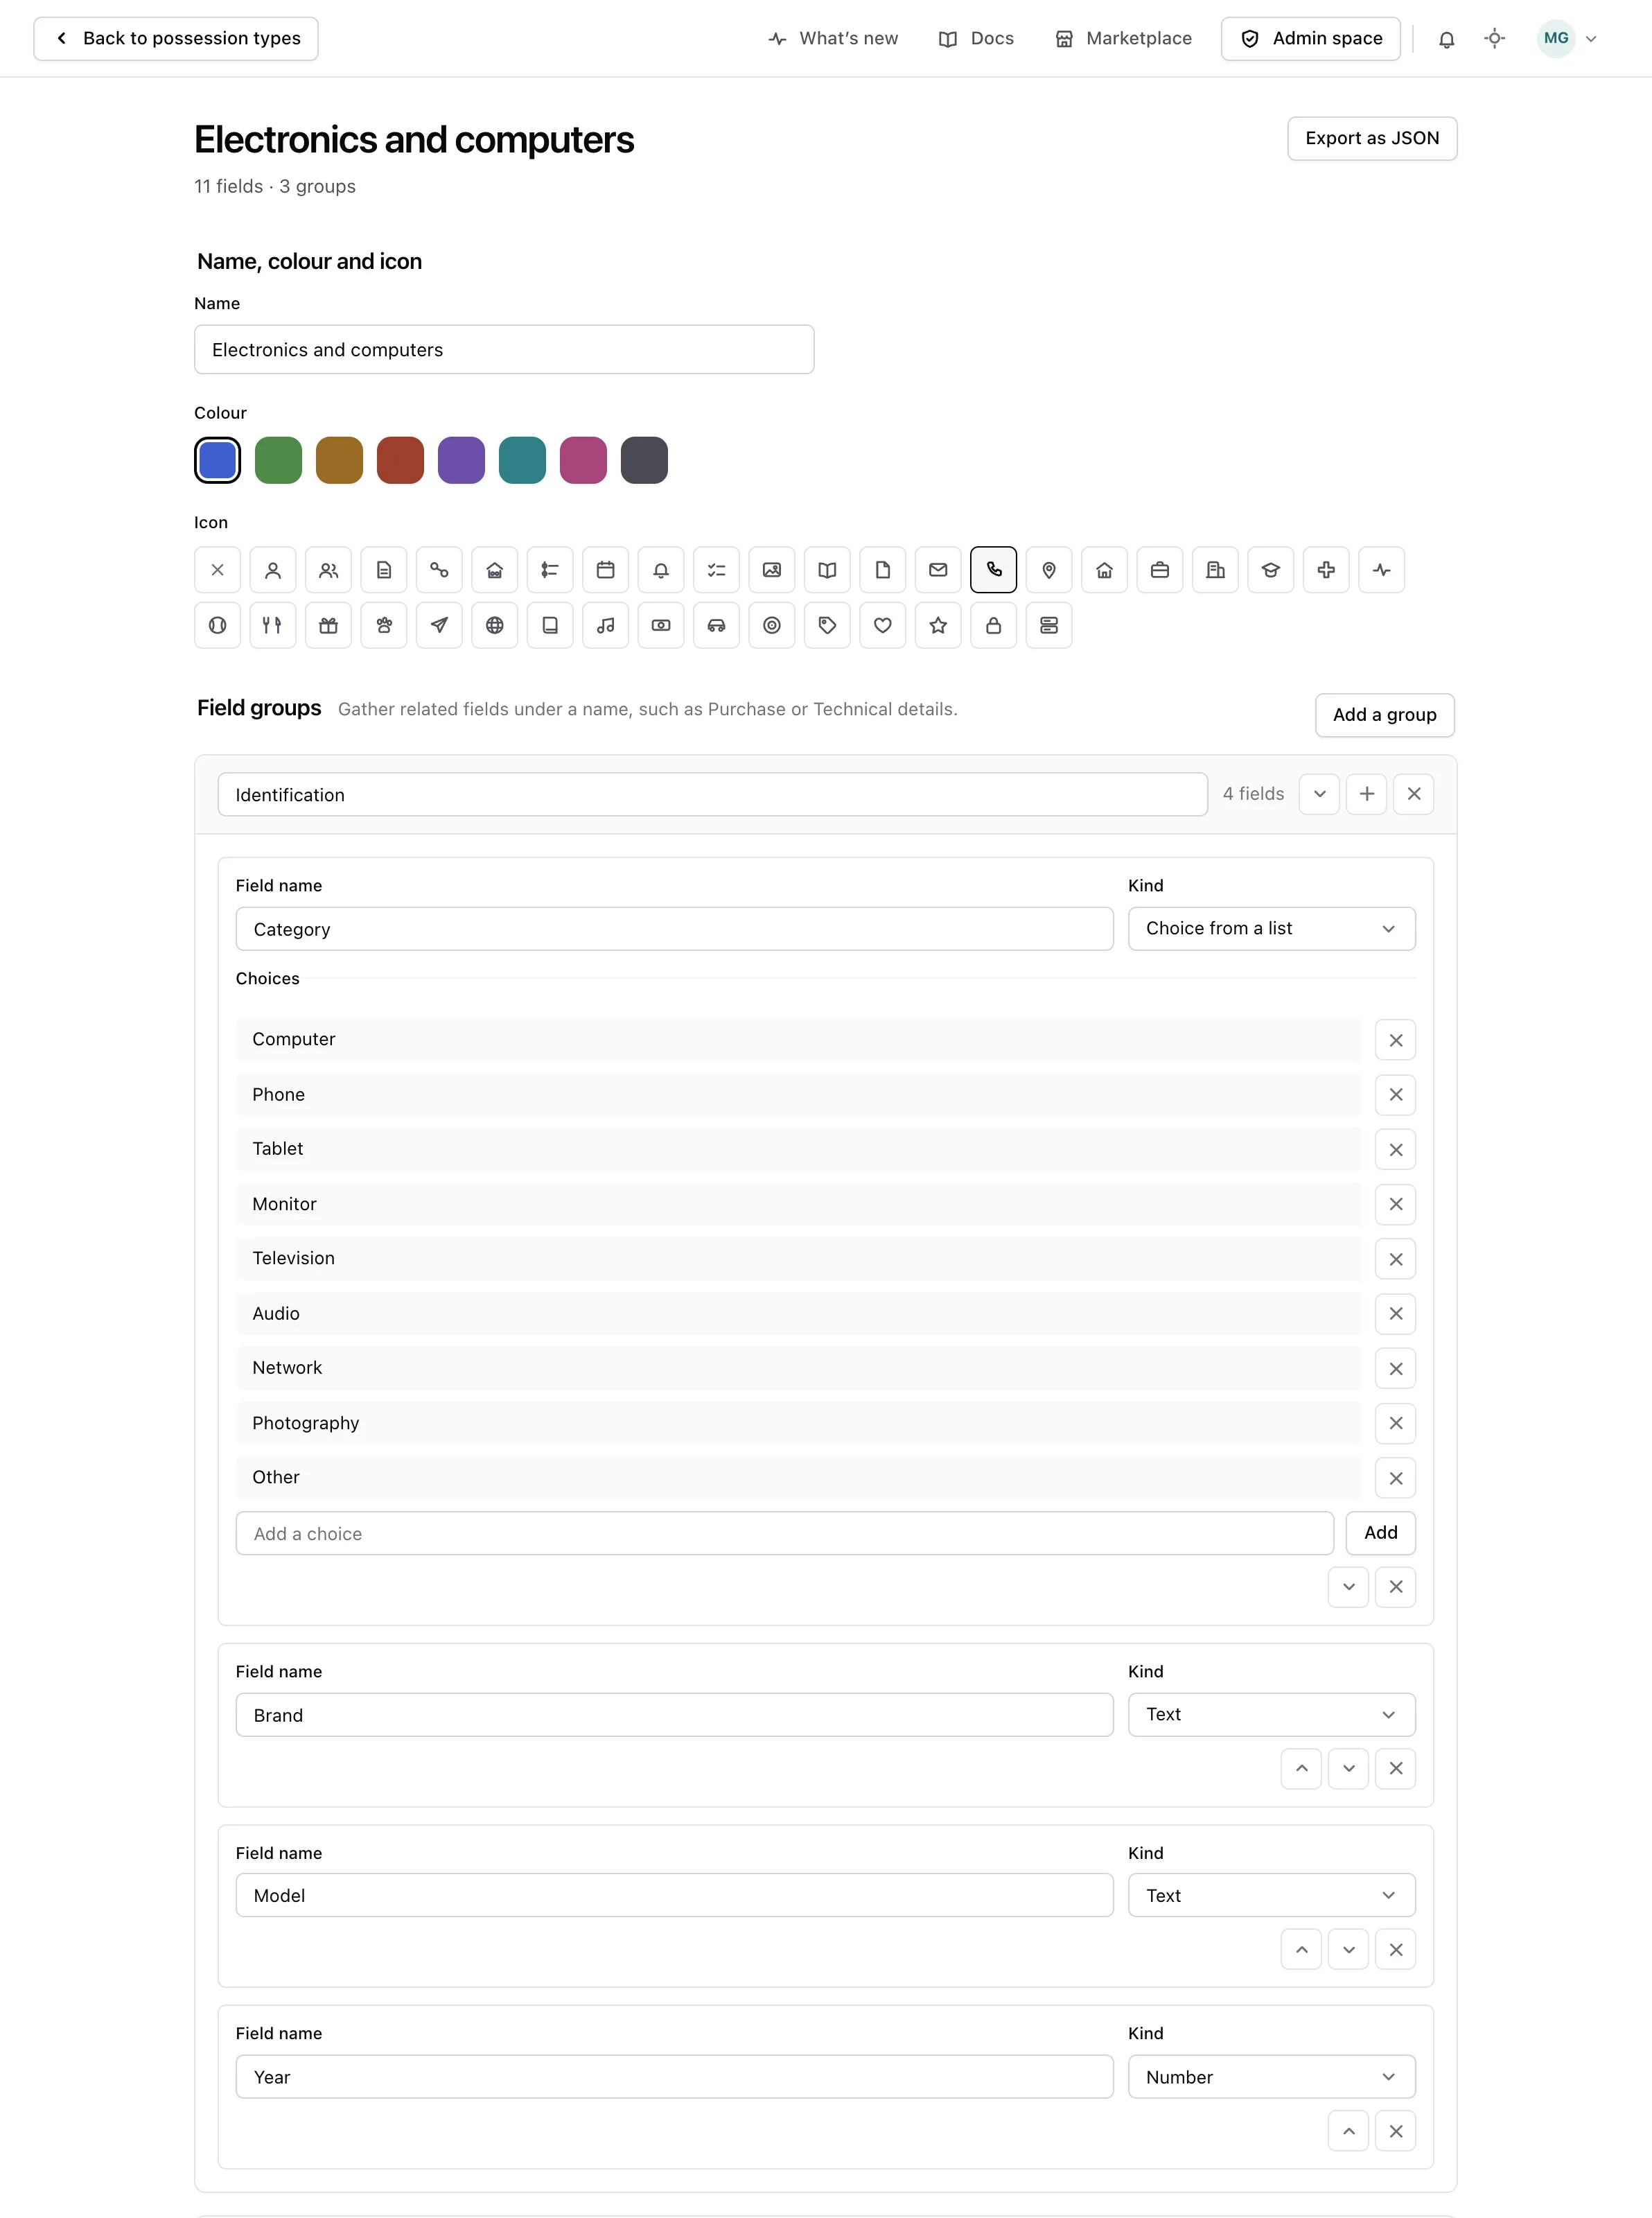 Back to possession types
What's new
Docs
Marketplace
Admin space
MG
Electronics and computers
Export as JSON
11 fields · 3 groups
Name, colour and icon
Name
Electronics and computers
Colour
Icon
Field groups
Gather related fields under a name, such as Purchase or Technical details.
Add a group
Identification
4 fields
Field name
Kind
Category
Choice from a list
Choices
Computer
Phone
Tablet
Monitor
Television
Audio
Network
Photography
Other
Add a choice
Add
Field name
Kind
Brand
Text
Field name
Kind
Model
Text
Field name
Kind
Year
Number